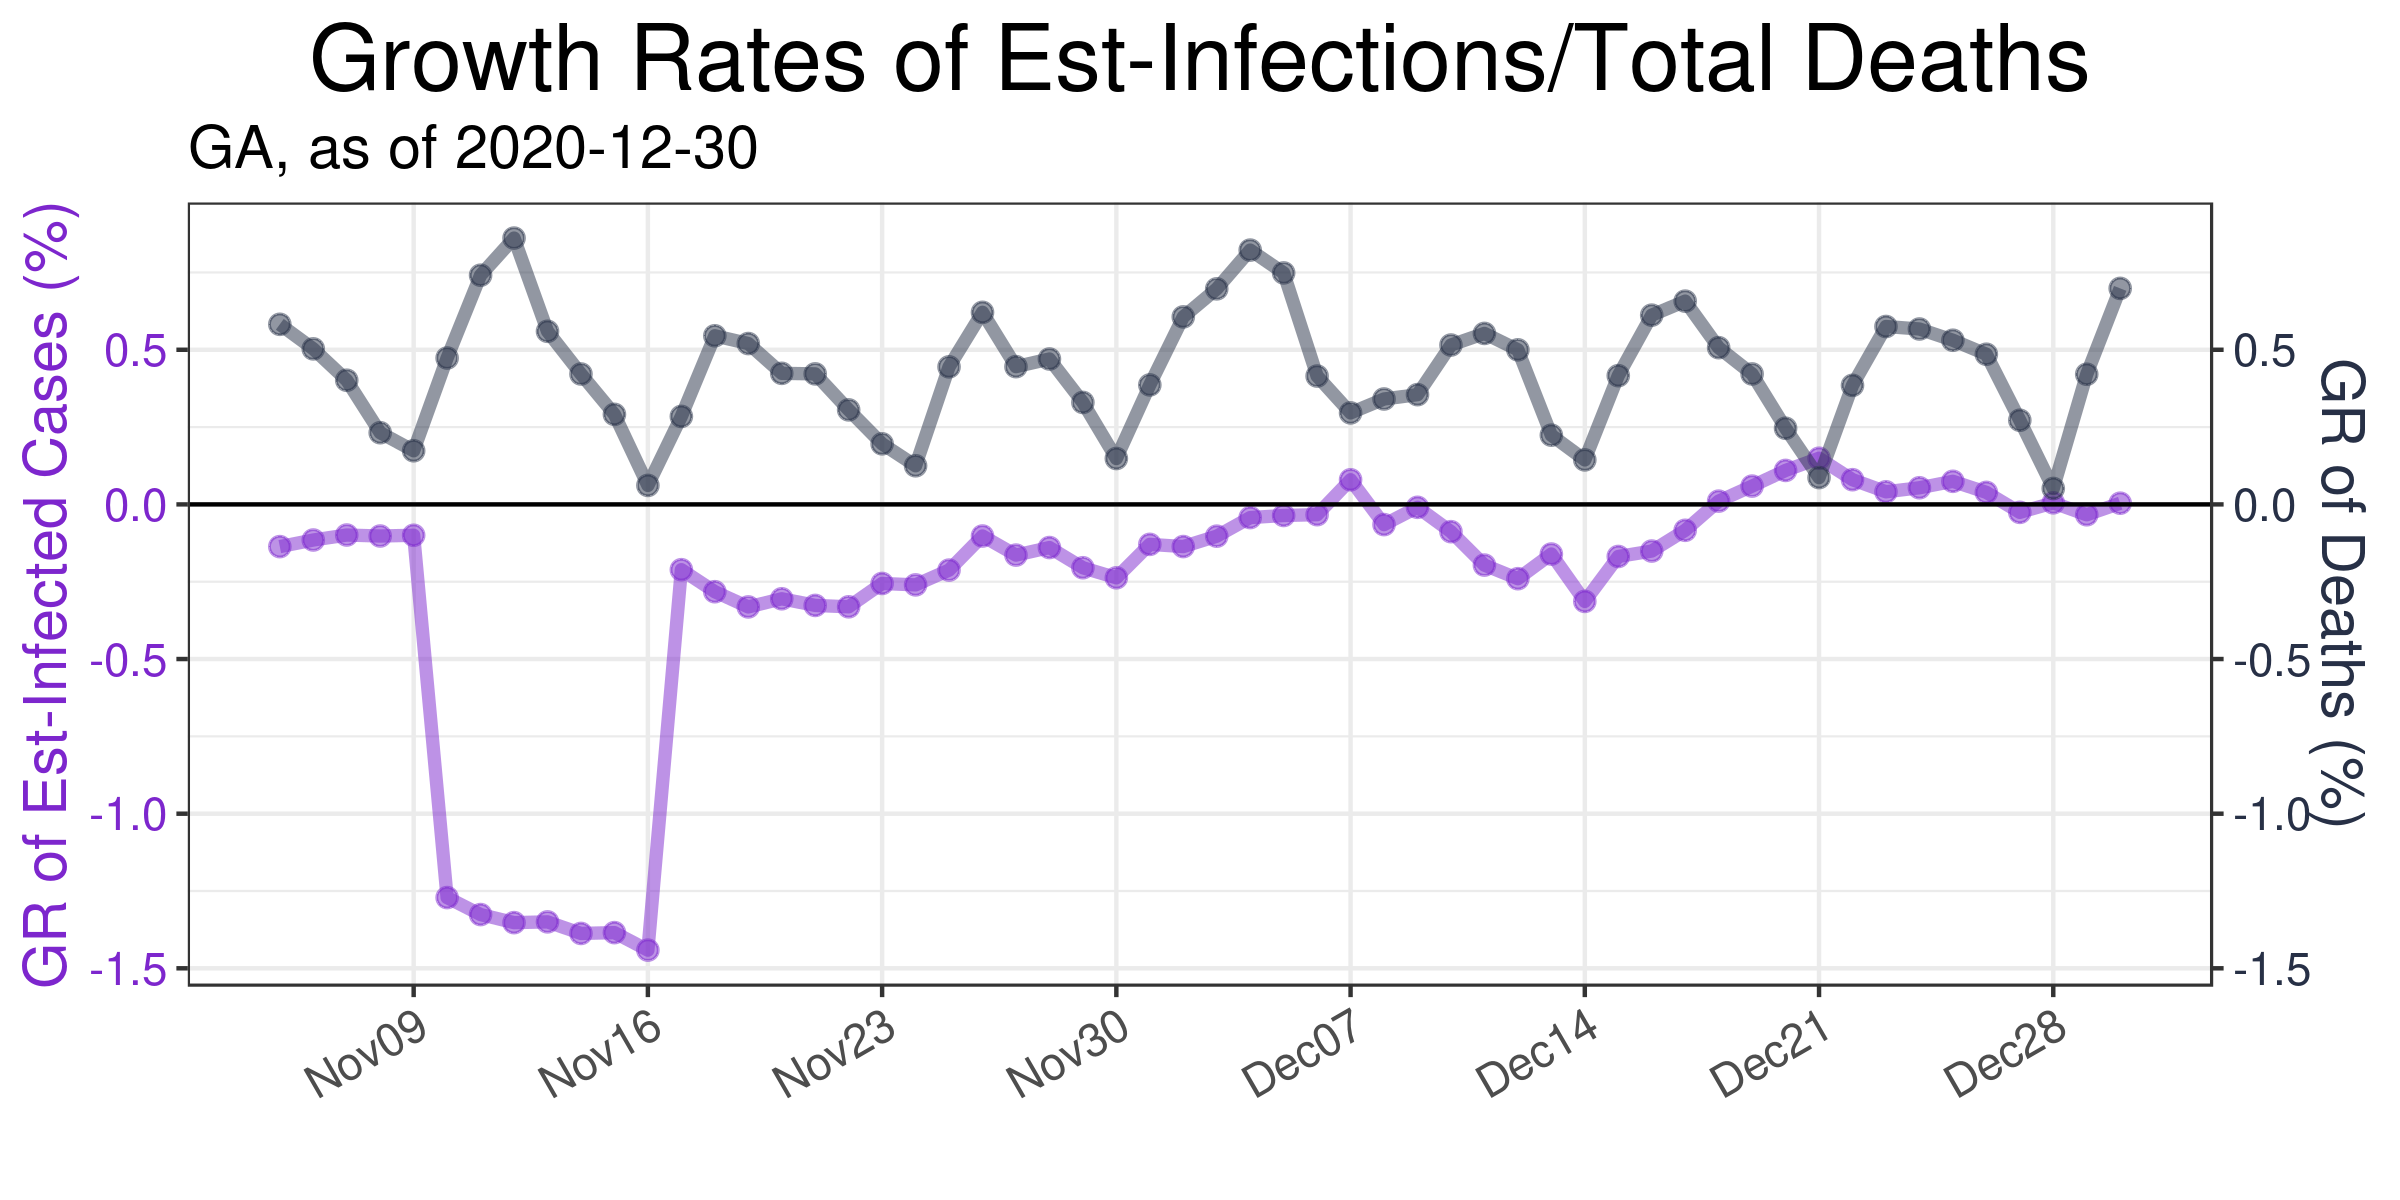 Growth Rates of Est-Infections/Total Deaths
GA, as of 2020-12-30
GR of Est-Infected Cases (%)
0.5
0.0
-0.5
-1.0
-1.5
0.5
0.0
-0.5
-1.0
-1.5
GR of Deaths (%)
Nov09
Nov16
Nov23
Nov30
Dec07
Dec14
Dec21
Dec28